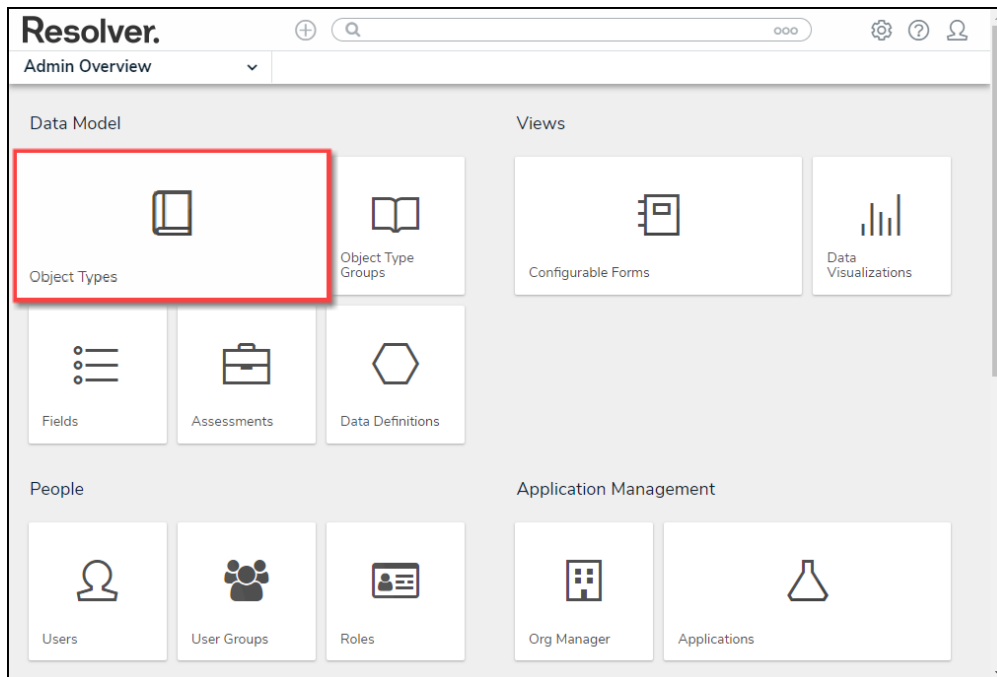 Resolver.
ooo
Admin Overview
Data Model
Views
Object Types
Object Type
Groups
Configurable Forms
Data
Visualizations
Fields
Assessments
Data Definitions
People
Application Management
Users
User Groups
Roles
Org Manager
Applications